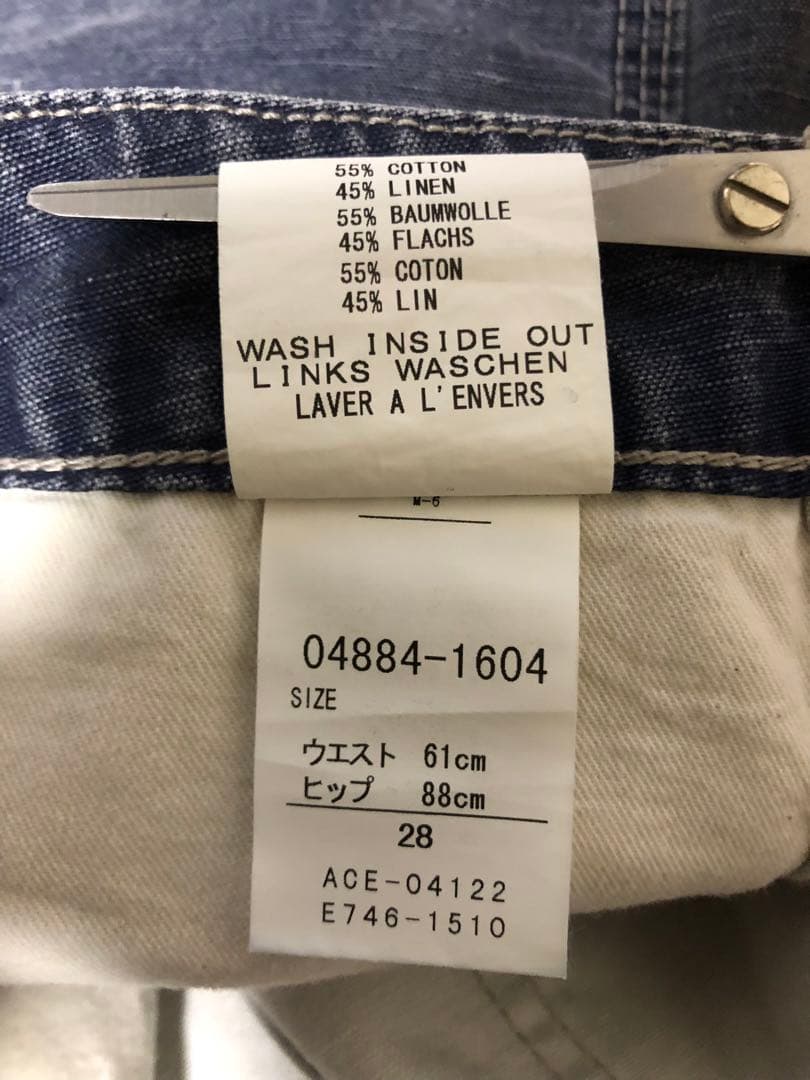 55% COTTON
45% LINEN
55% BAUMWOLLE
45% FLACHS
55% COTON
45% LIN
WASH INSIDE OUT
LINKS WASCHEN
LAVER A L'ENVERS
M-6
04884-1604
SIZE
ウエスト 61cm
ヒップ 88cm
28
ACE-04122
E746-1510